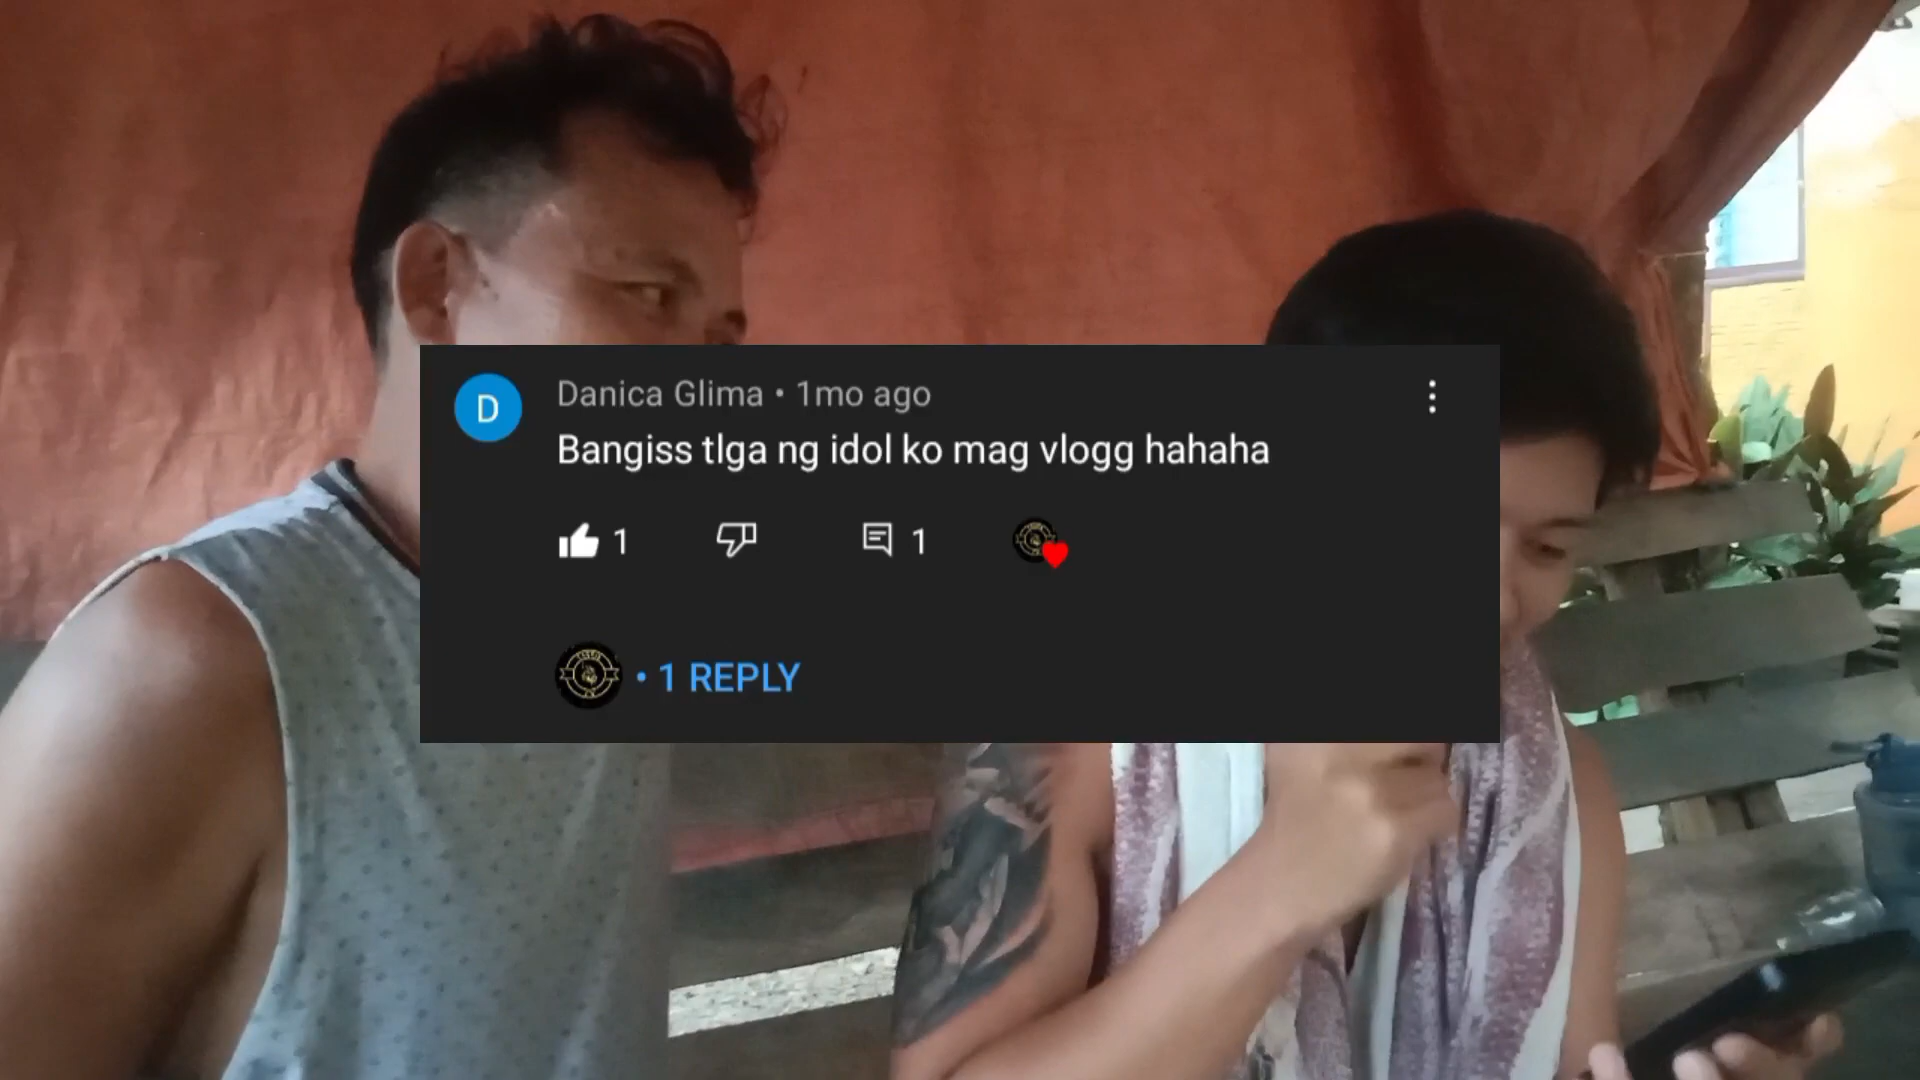 D
Danica Glima • 1mo ago
Bangiss tlga ng idol ko mag vlogg hahaha
1
1
• 1 REPLY